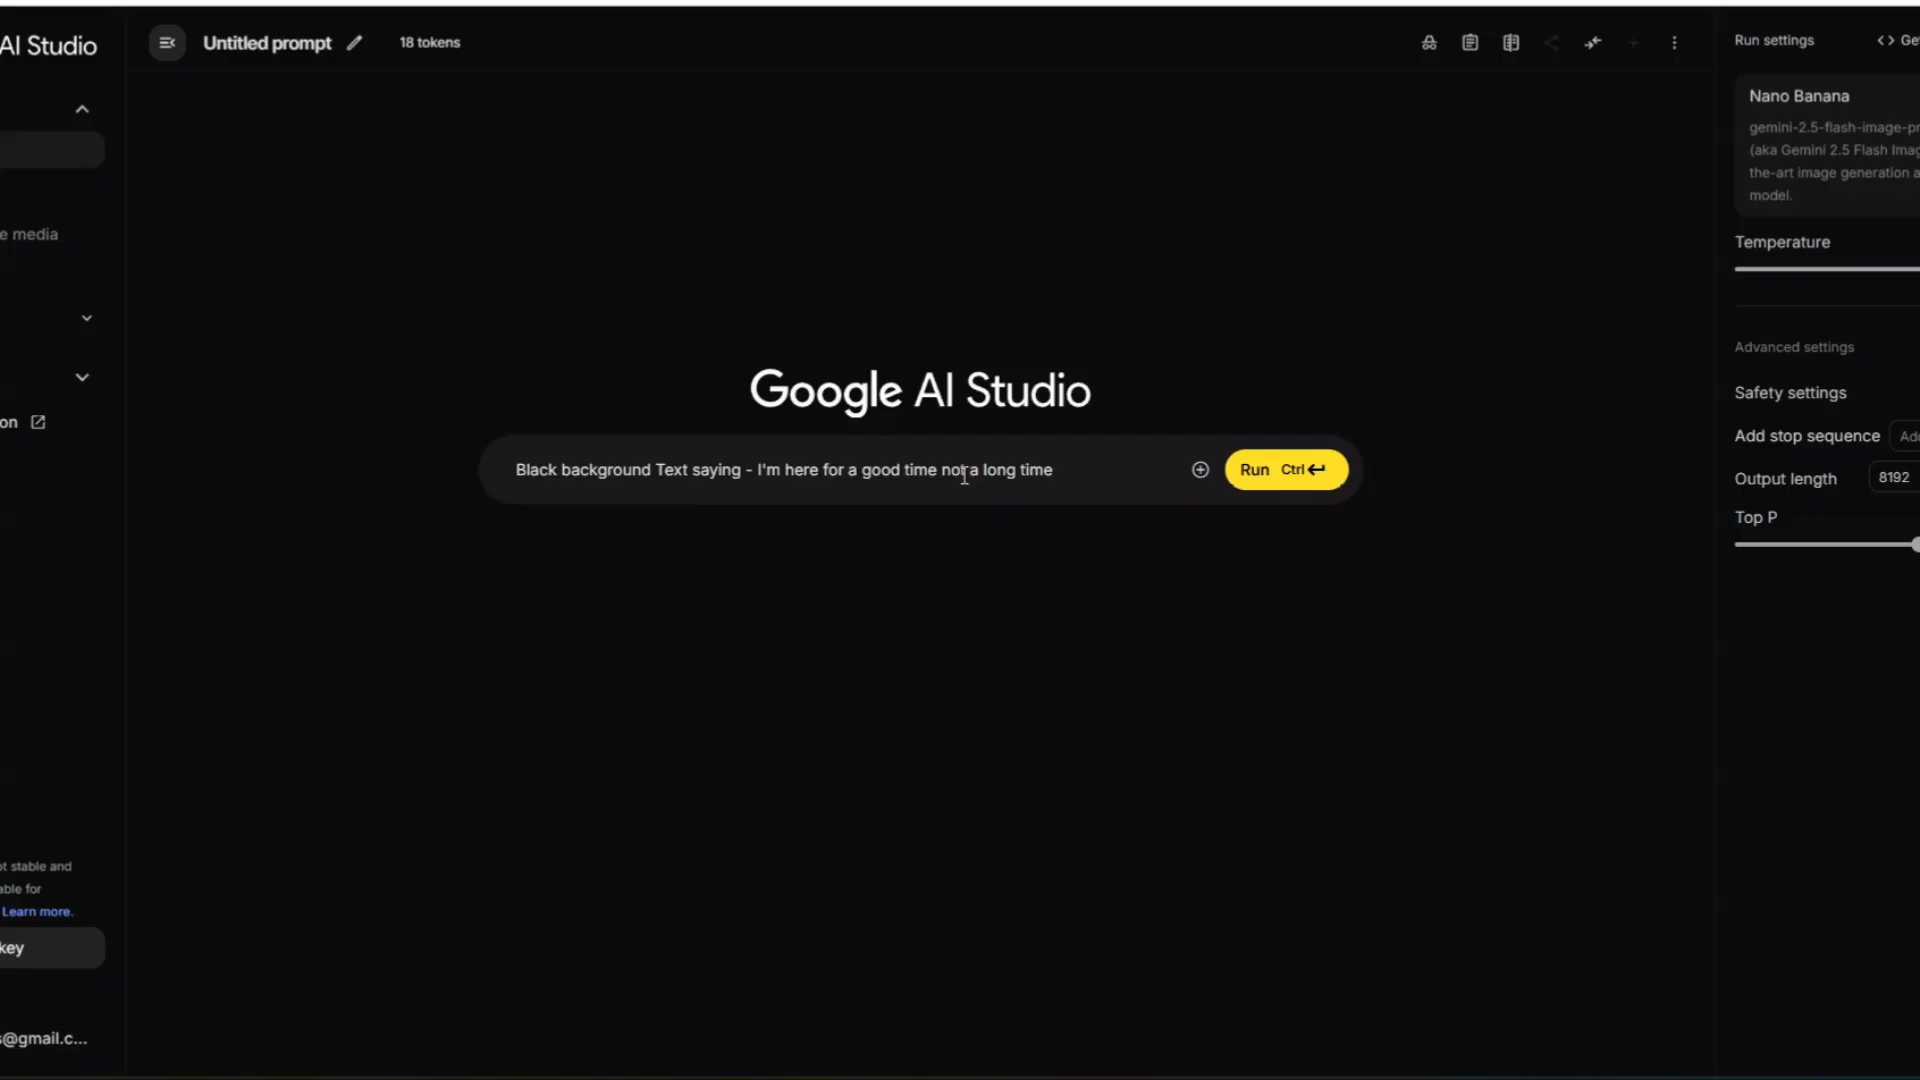 AI Studio
Untitled prompt
18 tokens
Run settings
Nano Banana
gemini-2.5-flash-image-pr
(aka Gemini 2.5 Flash Imag
the-art image generation a
model.
Temperature
e media
Advanced settings
Safety settings
Google AI Studio
on
Add stop sequence Add
Black background Text saying - I'm here for a good time not a long time
Run Ctrl
Output length 8192
Top P
ot stable and
able for
Learn more.
key
s@gmail.c...